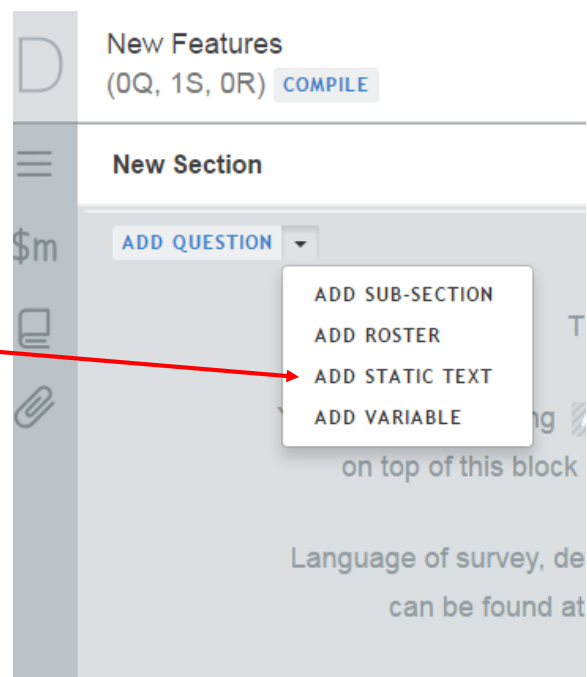 D
New Features
(0Q, 1S, 0R) COMPILE
New Section
$m
ADD QUESTION
ADD SUB-SECTION
ADD ROSTER
T
ADD STATIC TEXT
ADD VARIABLE
on top of this block
Language of survey, de
can be found at